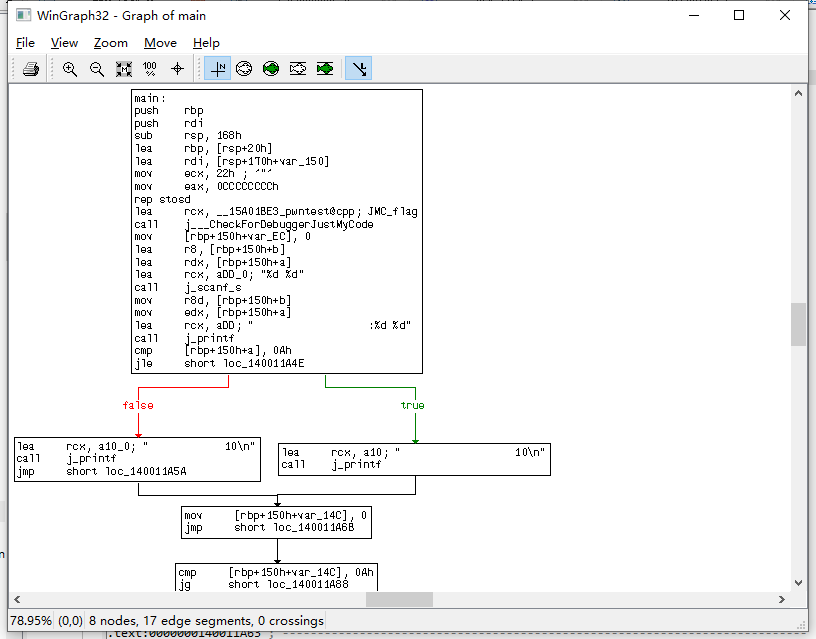 WinGraph32 - Graph of main
File View Zoom Move Help
100 %
N
main:
push rbp
push rdi
sub rsp, 168h
lea rbp, [rsp+20h]
lea rdi, [rsp+170h+var_150]
mov ecx, 22h ; '"'
mov eax, 0CCCCCCCCh
rep stosd
lea rcx, __15A01BE3_pwntest@cpp ; JMC_flag
call j___CheckForDebuggerJustMyCode
mov [rbp+150h+var_EC], 0
lea r8, [rbp+150h+b]
lea rdx, [rbp+150h+a]
lea rcx, aDD_0; "%d %d"
call j_scanf_s
mov r8d, [rbp+150h+b]
mov edx, [rbp+150h+a]
lea rcx, aDD; " :%d %d"
call j_printf
cmp [rbp+150h+a], 0Ah
jle short loc_140011A4E
false
true
lea rcx, a10_0; " 10\n"
call j_printf
jmp short loc_140011A5A
lea rcx, a10; " 10\n"
call j_printf
mov [rbp+150h+var_14C], 0
jmp short loc_140011A6B
cmp [rbp+150h+var_14C], 0Ah
jg short loc_140011A88
78.95% (0,0) 8 nodes, 17 edge segments, 0 crossings
.text:0000000140011A63 ;